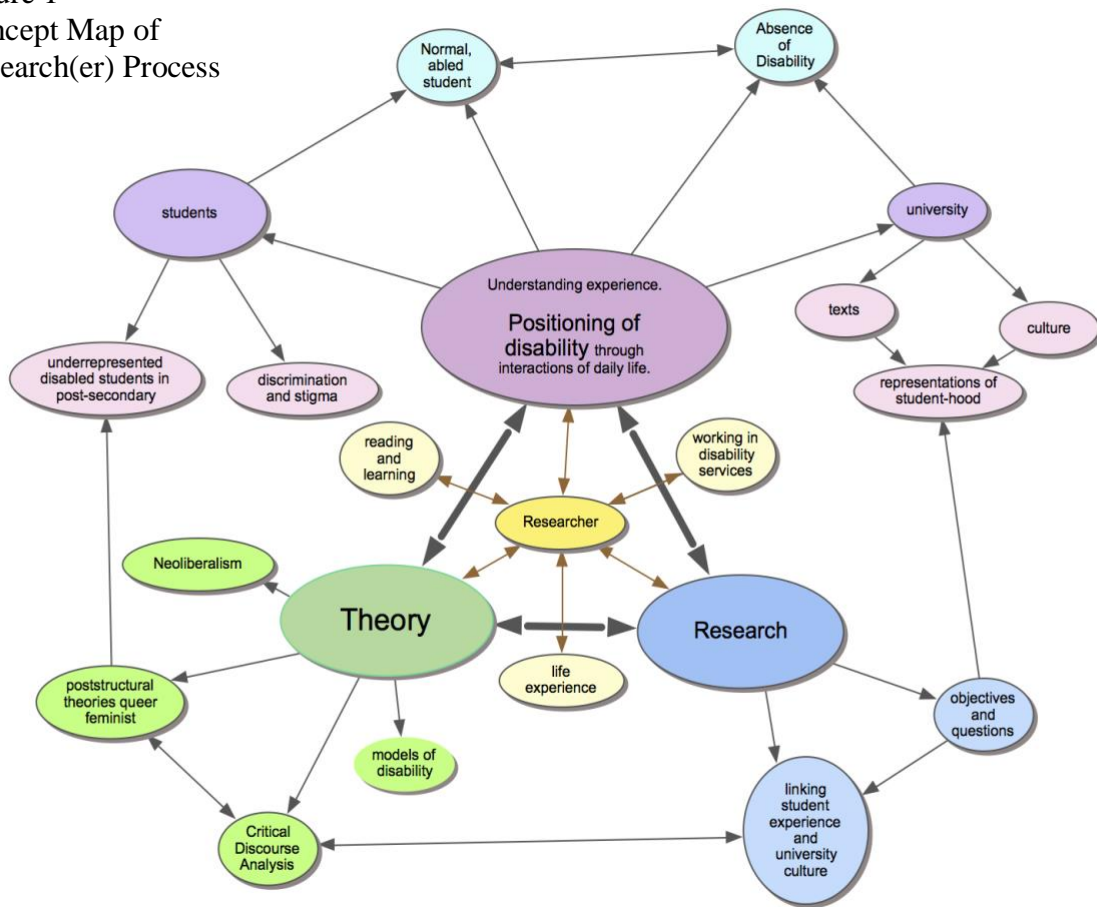 ure 1
ncept Map of
search(er) Process
Normal,
abled
student
Absence
of
Disability
students
university
Understanding experience.
Positioning of
disability through
interactions of daily life.
texts
culture
underrepresented
disabled students in
post-secondary
discrimination
and stigma
representations of
student-hood
reading
and
learning
working in
disability
services
Researcher
Neoliberalism
Theory
Research
life
experience
poststructural
theories queer
feminist
objectives
and
questions
models of
disability
linking
student
experience
and
university
culture
Critical
Discourse
Analysis